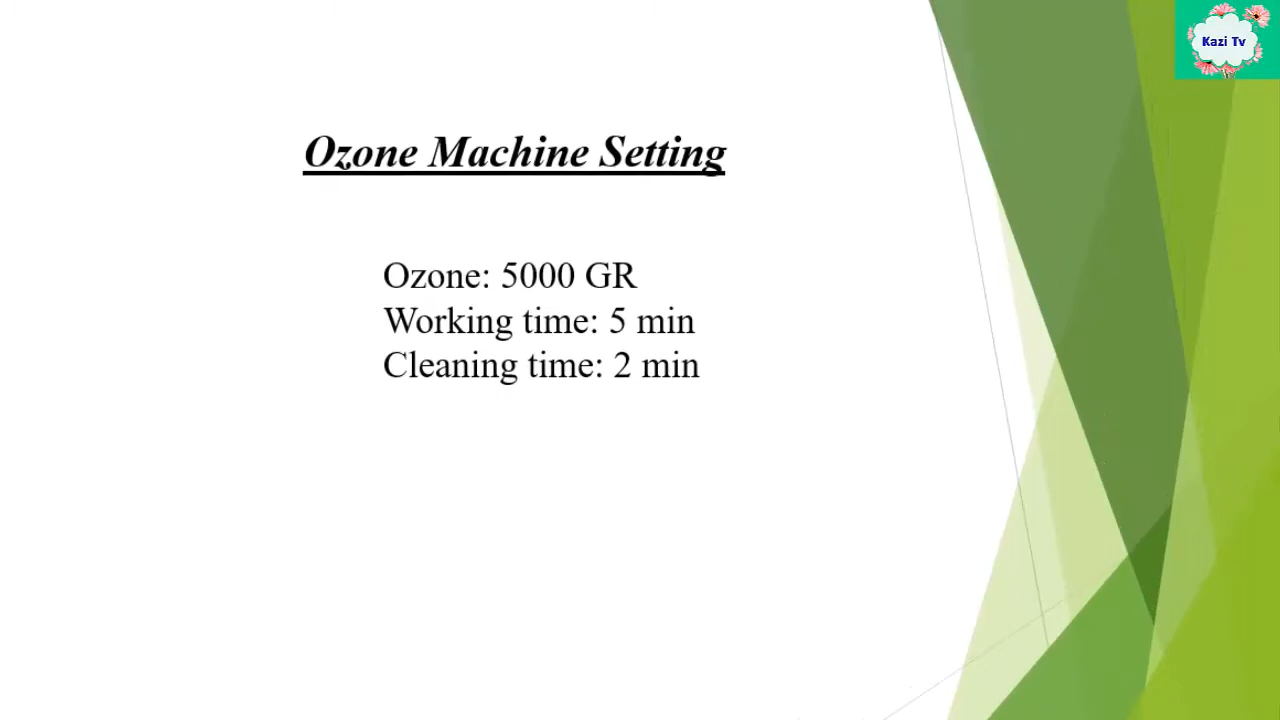 Kazi Tv
Ozone Machine Setting
Ozone: 5000 GR
Working time: 5 min
Cleaning time: 2 min